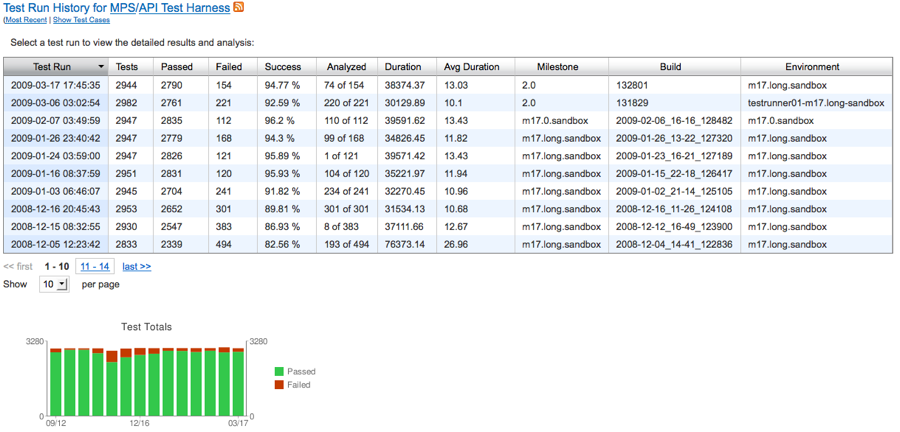 Test Run History for MPS/API Test Harness
(Most Recent | Show Test Cases
Select a test run to view the detailed results and analysis:
Test Run Tests Passed Failed Success Analyzed Duration Avg Duration Milestone Build Environment
2009-03-17 17:45:35 2944 2790 154 94.77 % 74 of 154 38374.37 13.03 2.0 132801 m17.long.sandbox
2009-03-06 03:02:54 2982 2761 221 92.59 % 220 of 221 30129.89 10.1 2.0 131829 testrunner01-m17.long-sandbox
2009-02-07 03:49:59 2947 2835 112 96.2 % 110 of 112 39591.62 13.43 m17.0.sandbox 2009-02-06_16-16_128482 m17.0.sandbox
2009-01-26 23:40:42 2947 2779 168 94.3 % 99 of 168 34826.45 11.82 m17.long.sandbox 2009-01-26_13-22_127320 m17.long.sandbox
2009-01-24 03:59:00 2947 2826 121 95.89 % 1 of 121 39571.42 13.43 m17.long.sandbox 2009-01-23_16-21_127189 m17.long.sandbox
2009-01-16 08:37:59 2951 2831 120 95.93 % 104 of 120 35221.97 11.94 m17.long.sandbox 2009-01-15_22-18_126417 m17.long.sandbox
2009-01-03 06:46:07 2945 2704 241 91.82 % 234 of 241 32270.45 10.96 m17.long.sandbox 2009-01-02_21-14_125105 m17.long.sandbox
2008-12-16 20:45:43 2953 2652 301 89.81 % 301 of 301 31534.13 10.68 m17.long.sandbox 2008-12-16_11-26_124108 m17.long.sandbox
2008-12-15 08:32:55 2930 2547 383 86.93 % 8 of 383 37111.66 12.67 m17.long.sandbox 2008-12-12_16-49_123900 m17.long.sandbox
2008-12-05 12:23:42 2833 2339 494 82.56 % 193 of 494 76373.14 26.96 m17.long.sandbox 2008-12-04_14-41_122836 m17.long.sandbox
<< first 1 - 10 11 - 14 last >>
Show 10 per page
Test Totals
3280 3280
Passed
Failed
0 0
09/12 12/16 03/17